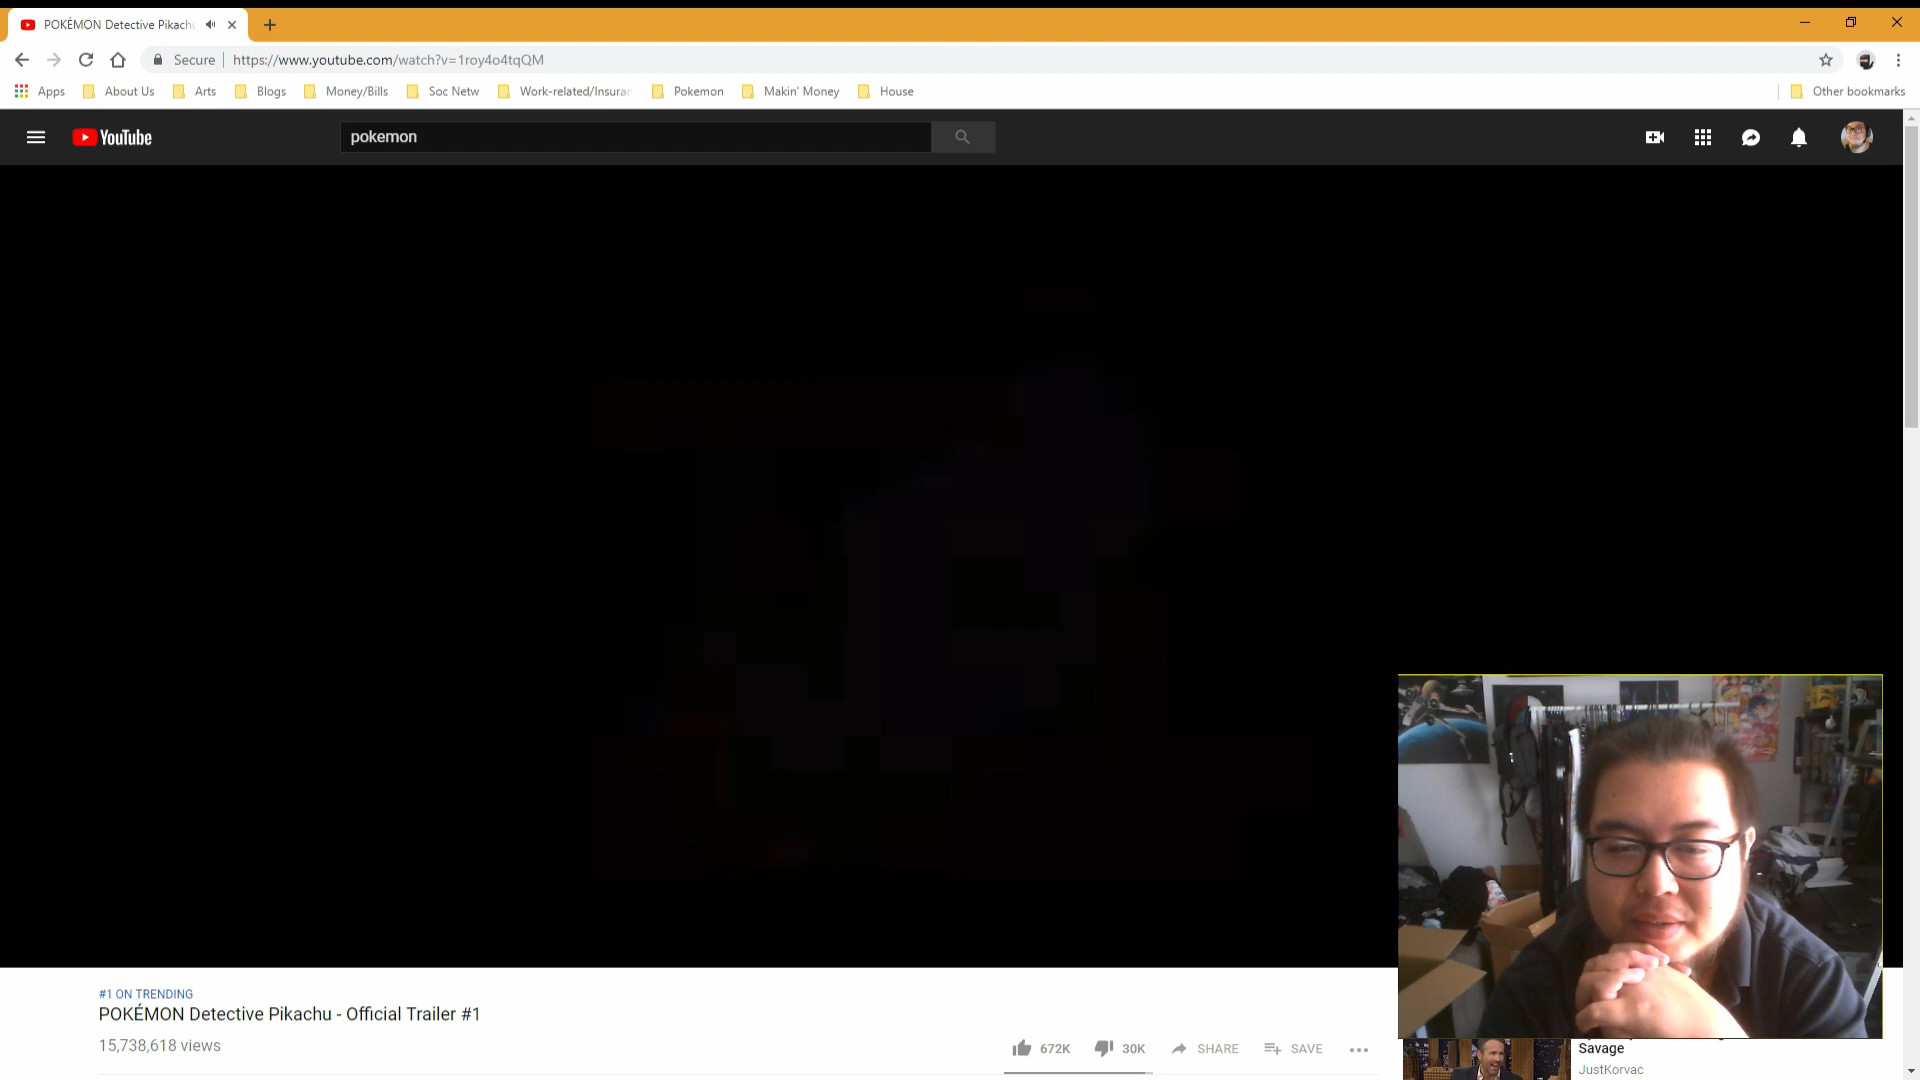 POKÉMON Detective Pikach
Secure
https://www.youtube.com/watch?v=1roy4o4tqQM
Apps
About Us
Arts
Blogs
Money/Bills
Soc Netw
Work-related/Insuran
Pokemon
Makin' Money
House
Other bookmarks
YouTube
pokemon
#1 ON TRENDING
POKÉMON Detective Pikachu - Official Trailer #1
15,738,618 views
672K
30K
SHARE
SAVE
Savage
JustKorvac